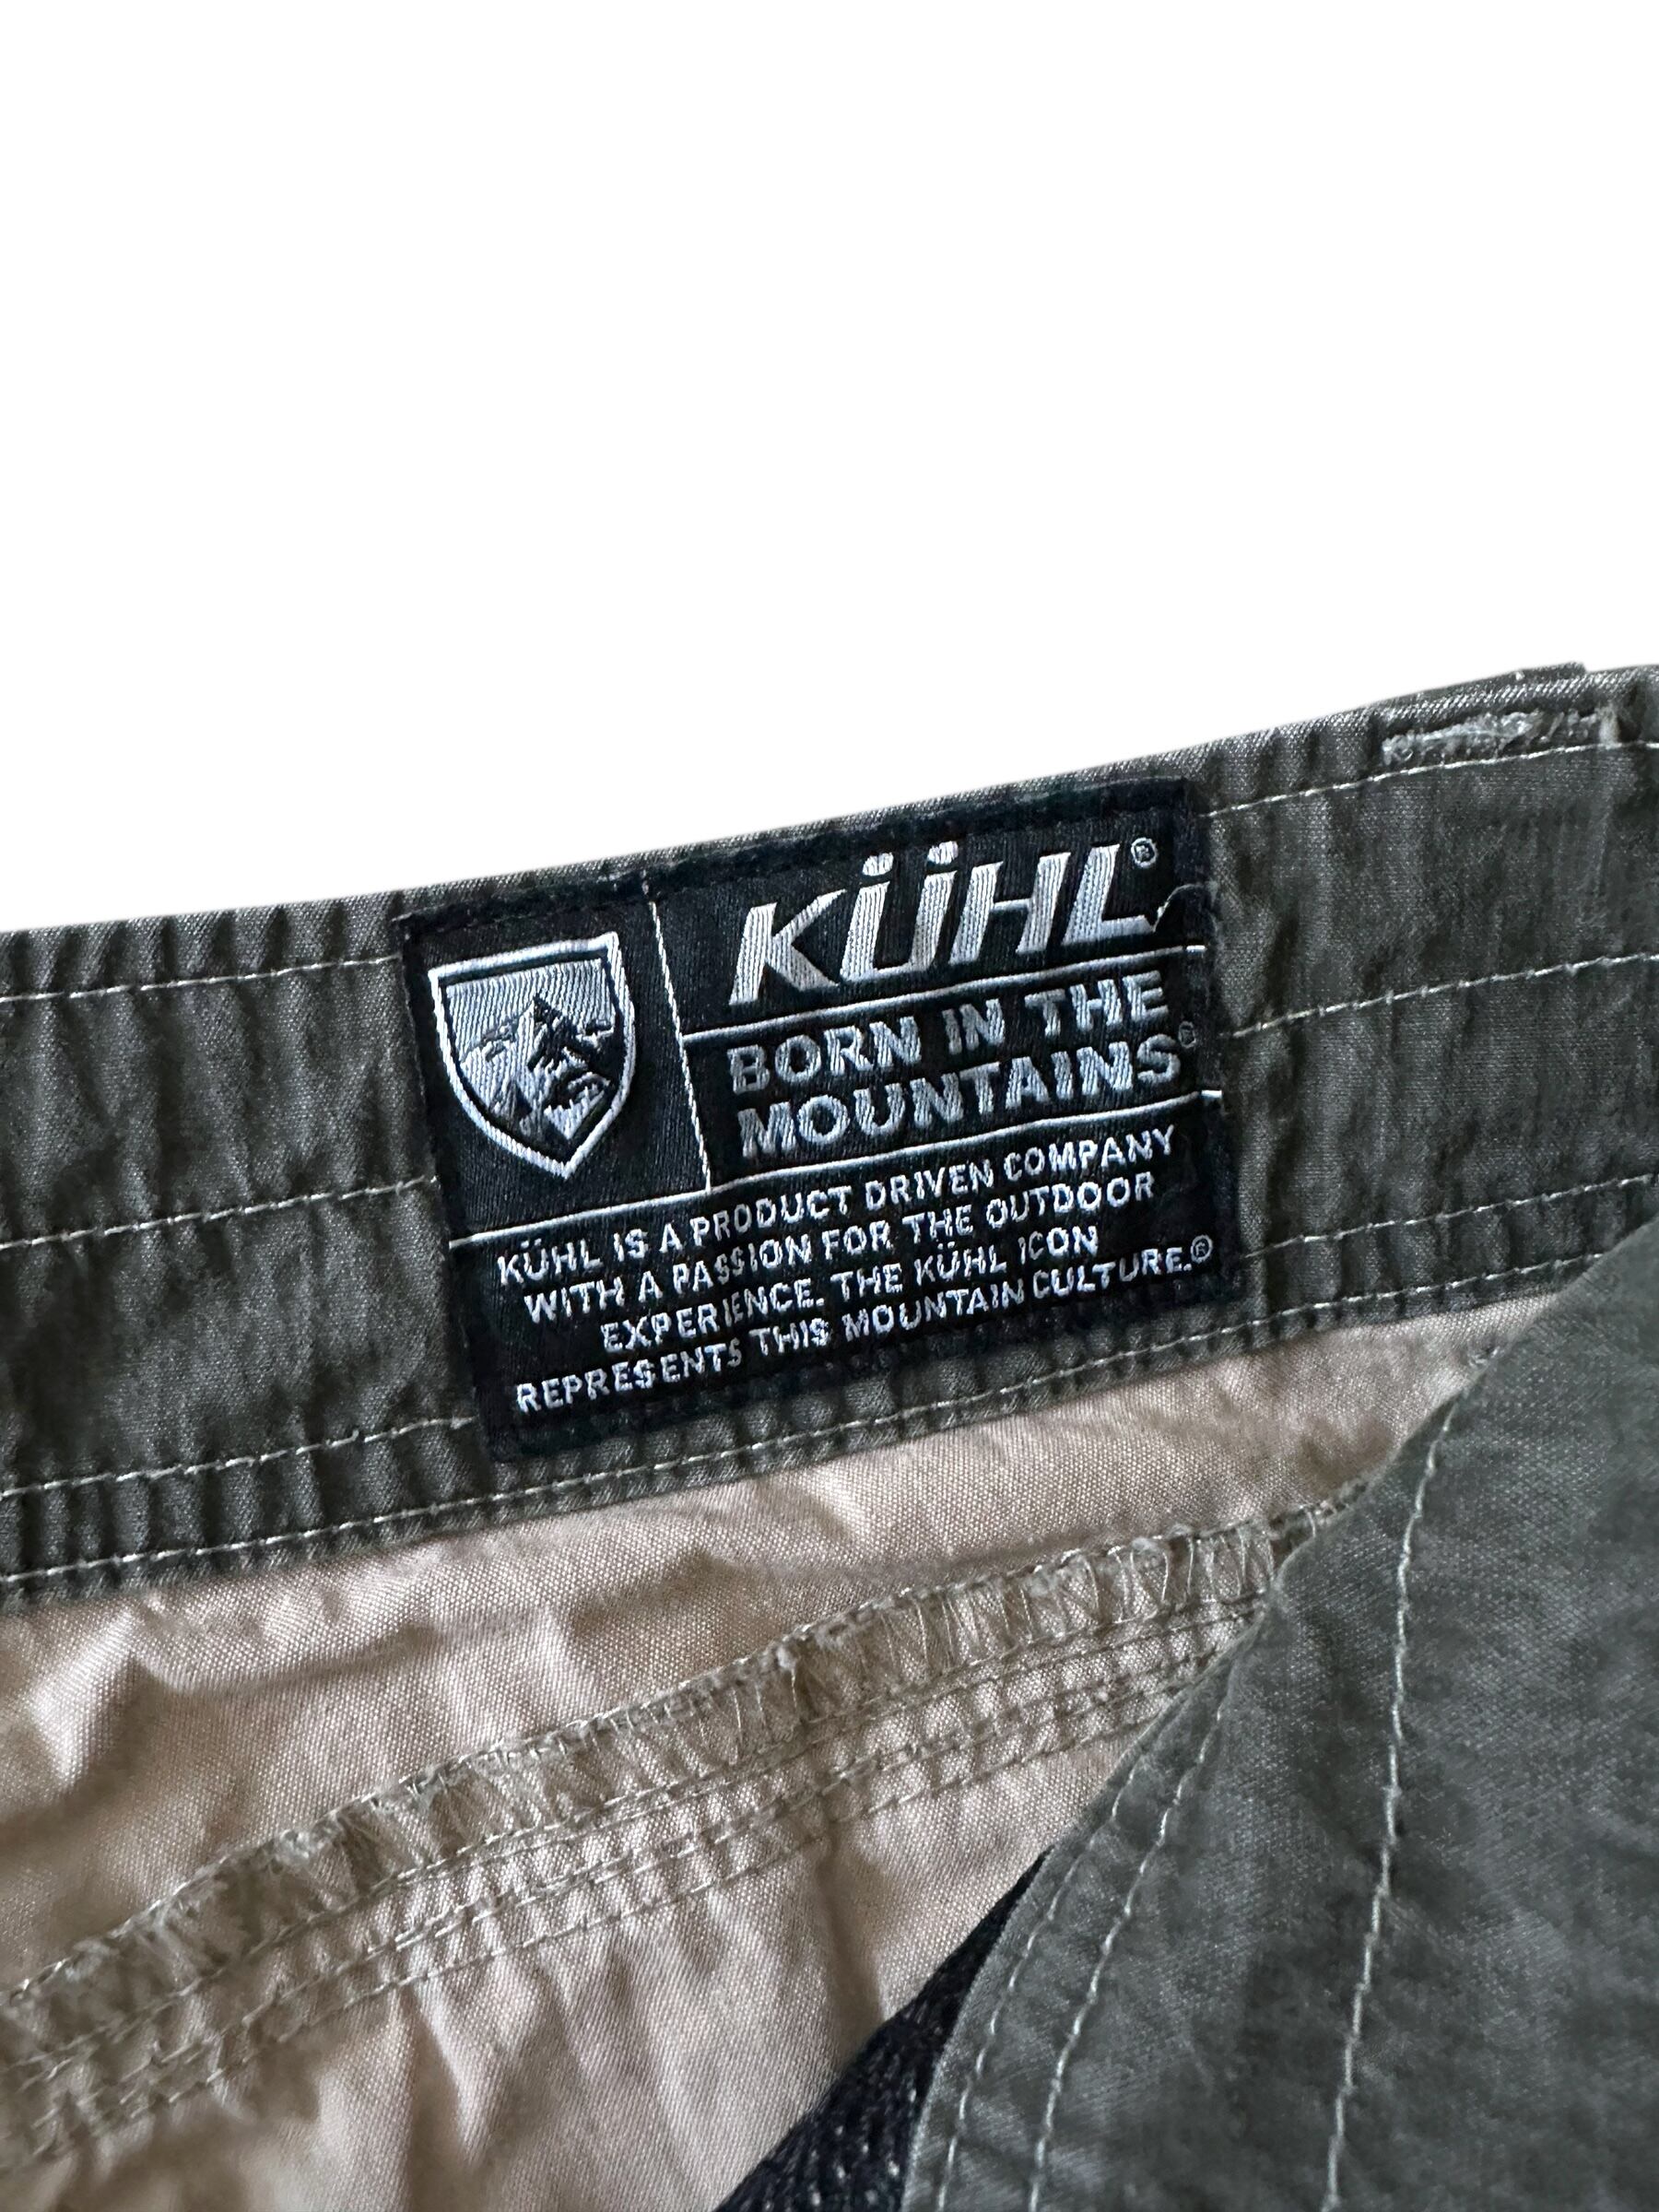 KÜHL®
BORN IN THE
MOUNTAINS®
KÜHL IS A PRODUCT DRIVEN COMPANY
WITH A PASSION FOR THE OUTDOOR
EXPERIENCE. THE KÜHL ICON
REPRESENTS THIS MOUNTAIN CULTURE.®